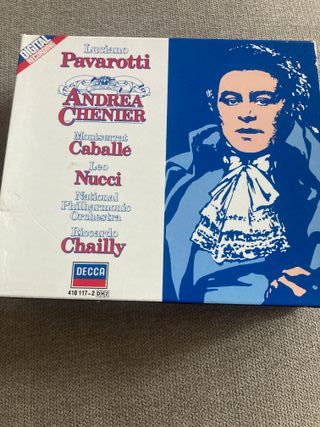 DIGITAL
RECORDING
Luciano
Pavarotti
ANDREA
CHENIER
Montserrat
Caballé
Leo
Nucci
National
Philharmonic
Orchestra
Riccardo
Chailly
DECCA
410 117-2 DH2